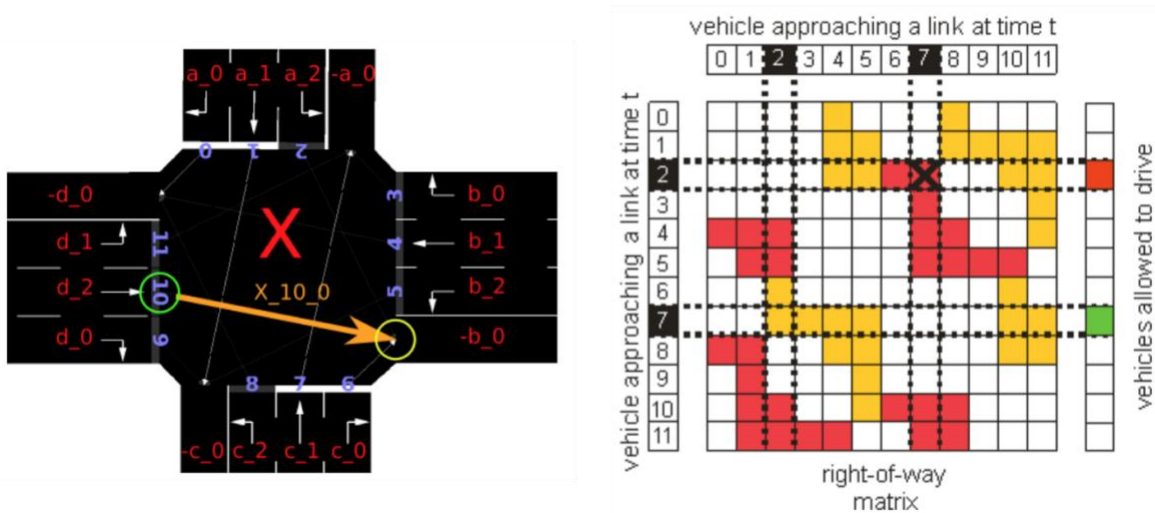 a_0 a_1 a_2 -a_0
0 1 2
-d_0
d_1
d_2
d_0
11
10
9
X
X_10_0
3
4
5
b_0
b_1
b_2
-b_0
8 7 6
-c_0 c_2 c_1 c_0
vehicle approaching a link at time t
0 1 2 3 4 5 6 7 8 9 10 11
vehicle approaching a link at time t
0
1
2
3
4
5
6
7
8
9
10
11
X
vehicles allowed to drive
right-of-way
matrix